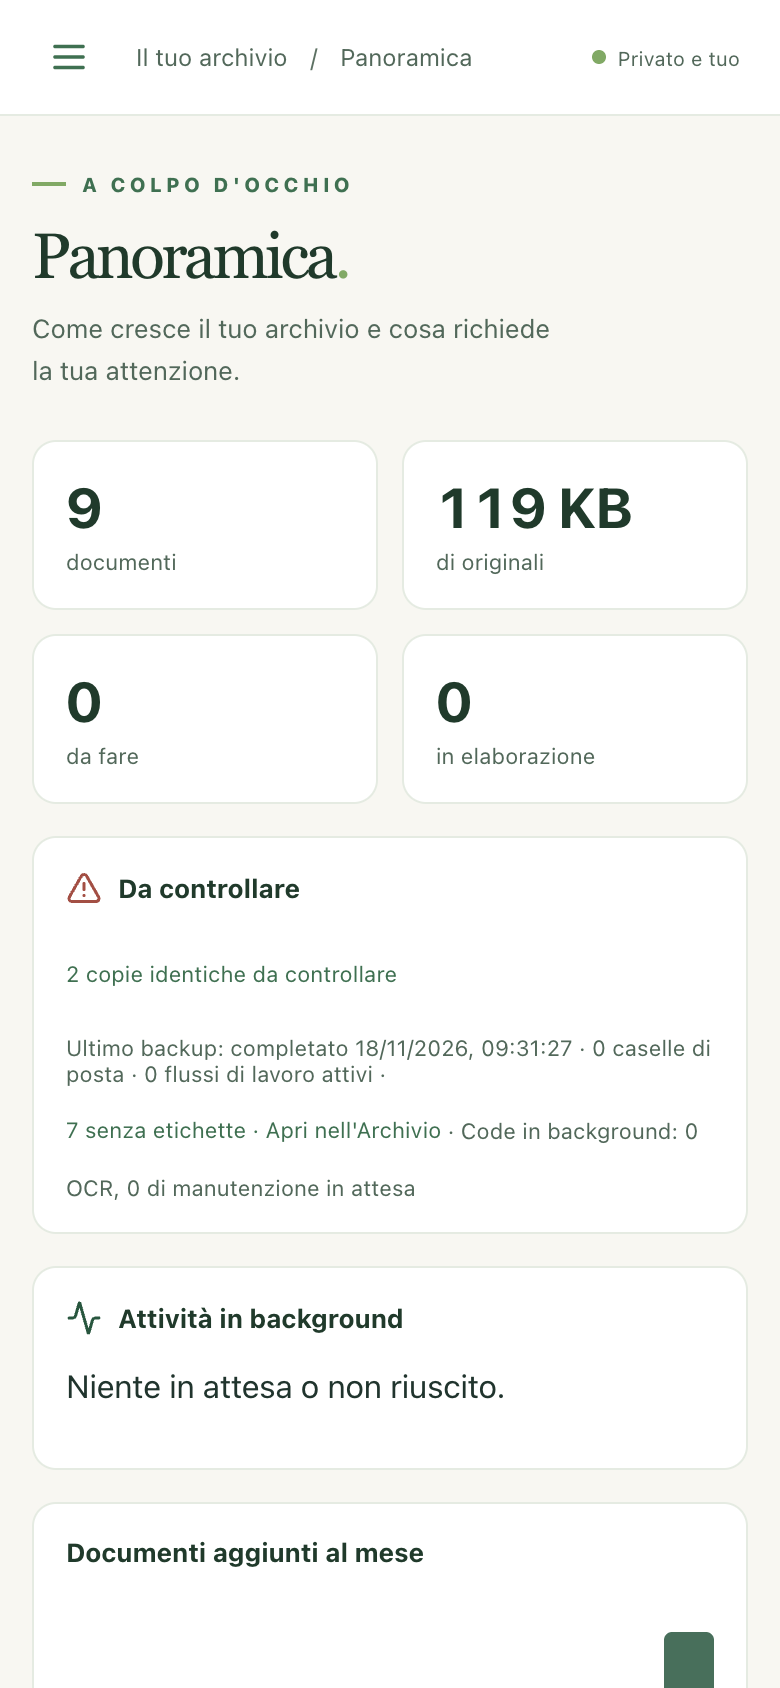 Il tuo archivio / Panoramica
Privato e tuo
A COLPO D'OCCHIO
Panoramica.
Come cresce il tuo archivio e cosa richiede
la tua attenzione.
9
documenti
119 KB
di originali
0
da fare
0
in elaborazione
Da controllare
2 copie identiche da controllare
Ultimo backup: completato 18/11/2026, 09:31:27 · 0 caselle di
posta · 0 flussi di lavoro attivi ·
7 senza etichette · Apri nell'Archivio · Code in background: 0
OCR, 0 di manutenzione in attesa
Attività in background
Niente in attesa o non riuscito.
Documenti aggiunti al mese